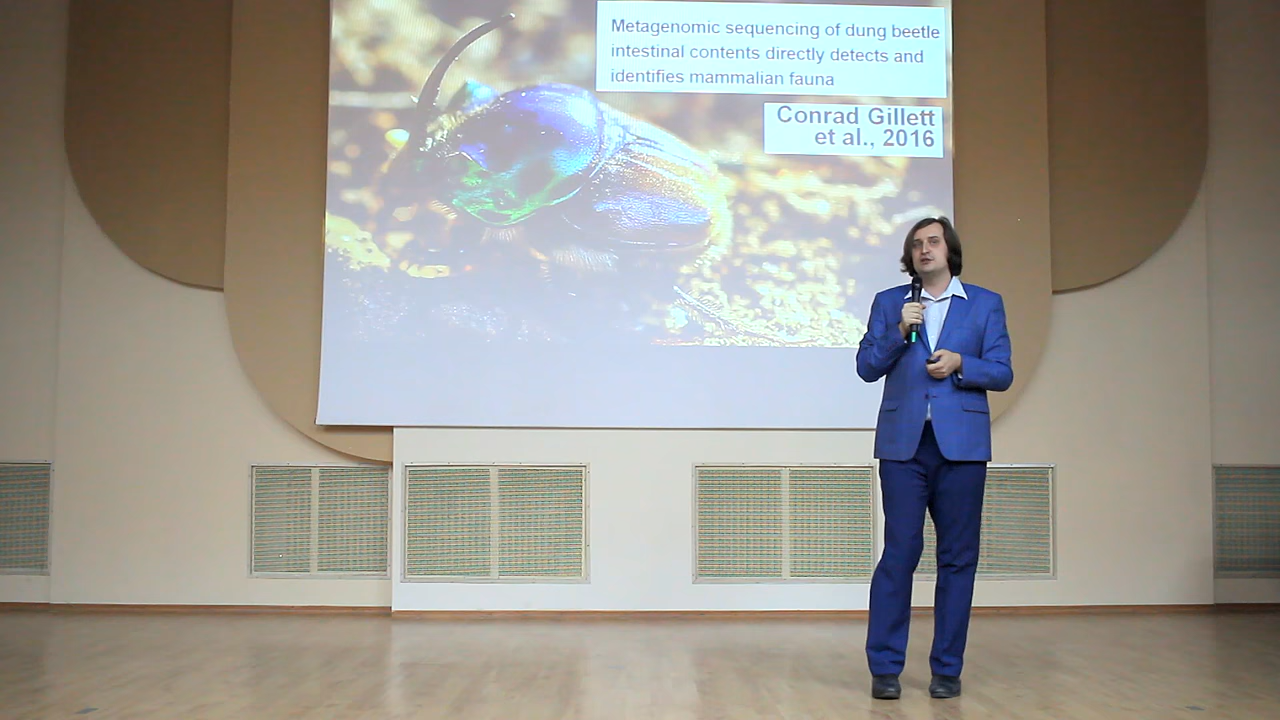 Metagenomic sequencing of dung beetle
intestinal contents directly detects and
identifies mammalian fauna
Conrad Gillett
et al., 2016